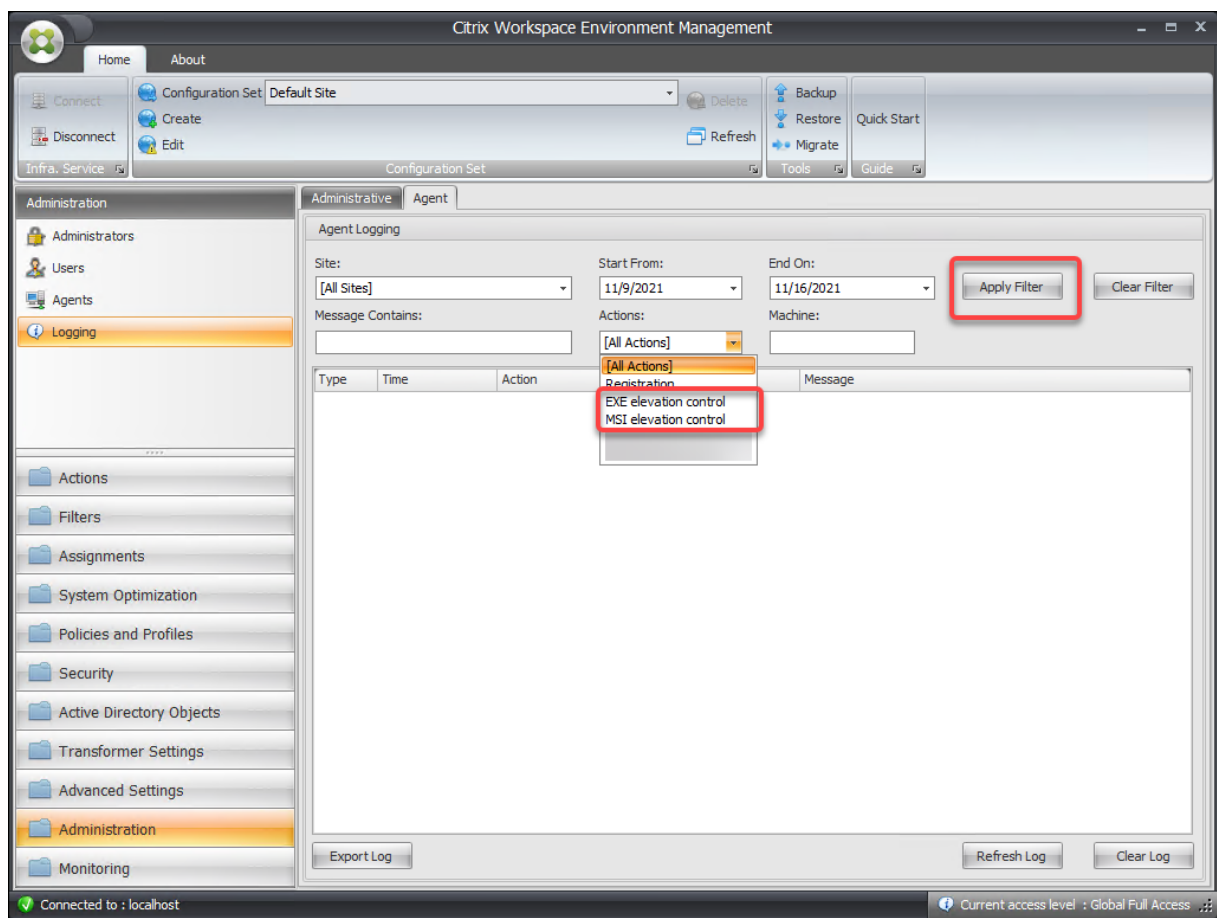 Citrix Workspace Environment Management
Home About
Connect
Disconnect
Infra. Service
Configuration Set Default Site
Create
Edit
Delete
Refresh
Configuration Set
Backup
Restore
Migrate
Tools
Quick Start
Guide
Administration
Administrators
Users
Agents
Logging
Actions
Filters
Assignments
System Optimization
Policies and Profiles
Security
Active Directory Objects
Transformer Settings
Advanced Settings
Administration
Monitoring
Administrative Agent
Agent Logging
Site: Start From: End On:
[All Sites] 11/9/2021 11/16/2021 Apply Filter Clear Filter
Message Contains: Actions: Machine:
[All Actions]
[All Actions]
Registration
EXE elevation control
MSI elevation control
Type Time Action Message
Export Log Refresh Log Clear Log
Connected to : localhost Current access level : Global Full Access